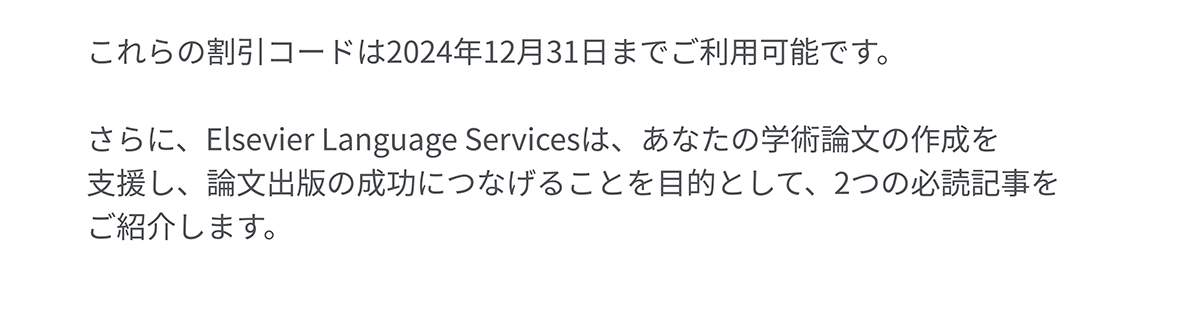 これらの割引コードは2024年12月31日までご利用可能です。
さらに、Elsevier Language Servicesは、あなたの学術論文の作成を
支援し、論文出版の成功につなげることを目的として、2つの必読記事を
ご紹介します。